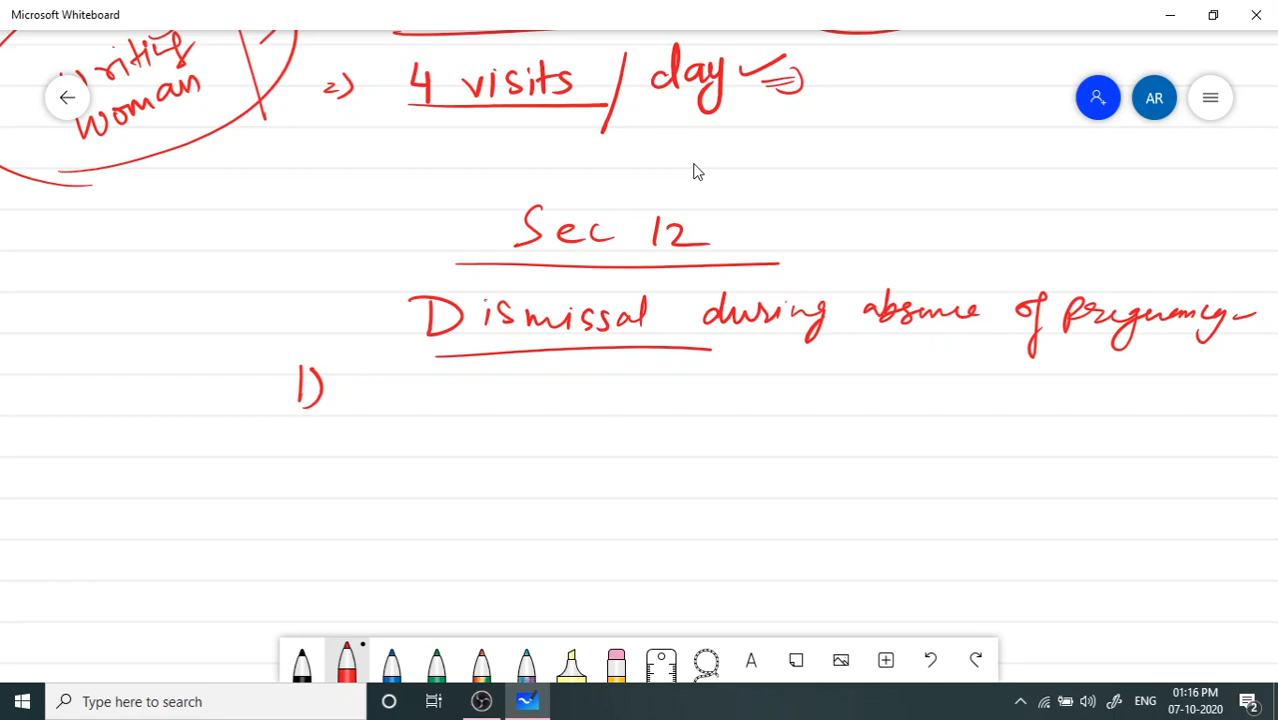 Microsoft Whiteboard
writing
woman
=> 4 visits / day
AR
Sec 12
Dismissal during absence of pregnancy
1)
A
Type here to search
ENG
01:16 PM
07-10-2020
2